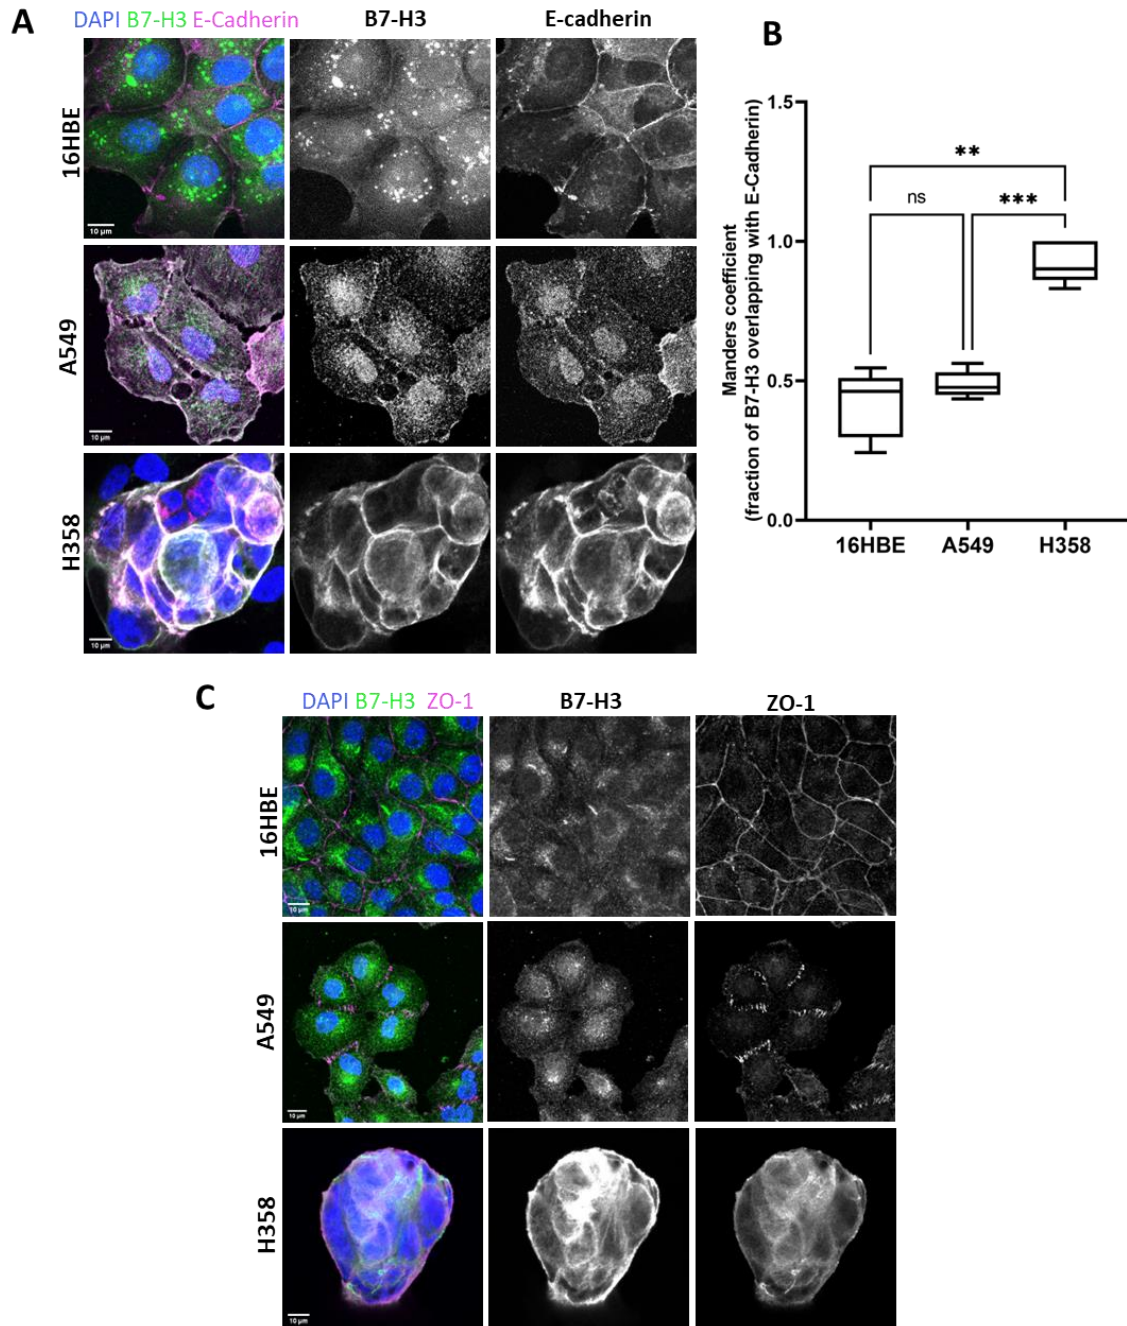 A
DAPI B7-H3 E-Cadherin
B7-H3
E-cadherin
16HBE
10 µm
A549
10 µm
H358
10 µm
B
Manders coefficient
(fraction of B7-H3 overlapping with E-Cadherin)
1.5
1.0
0.5
0.0
**
ns
***
16HBE
A549
H358
C
DAPI B7-H3 ZO-1
B7-H3
ZO-1
16HBE
10 µm
A549
10 µm
H358
10 µm